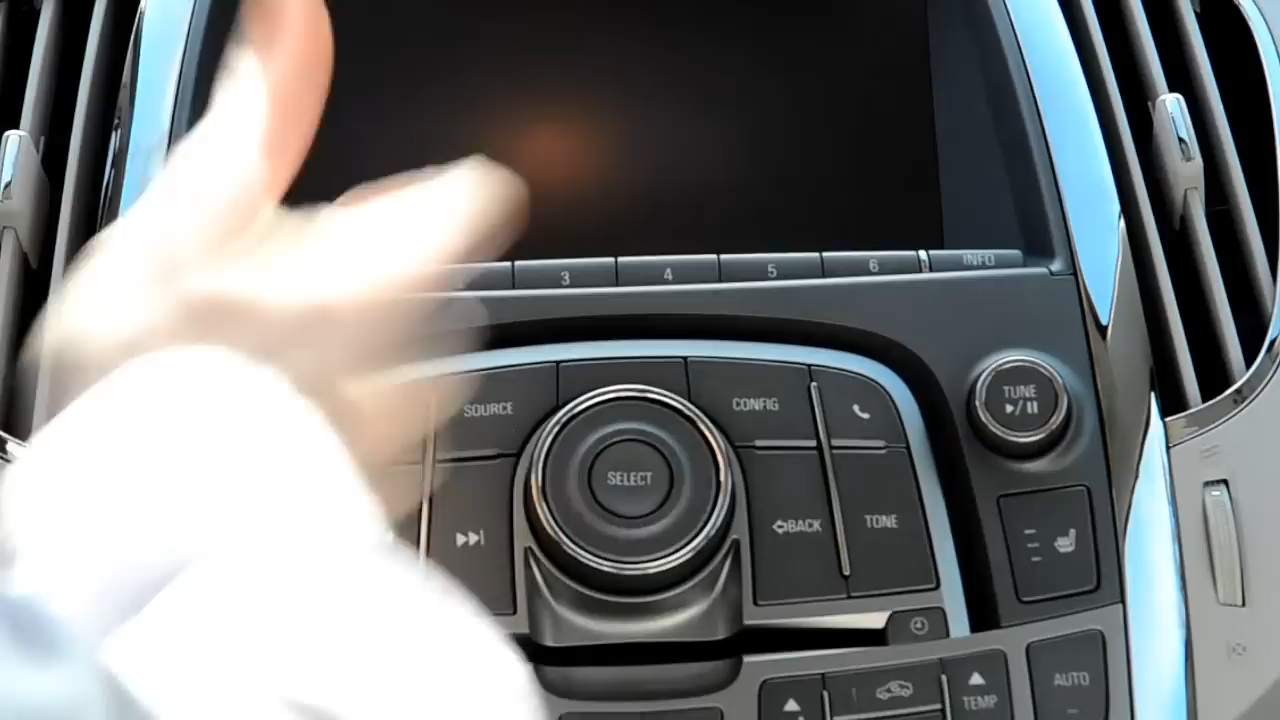 3
4
5
6
INFO
SOURCE
CONFIG
TUNE
SELECT
BACK
TONE
AUTO
TEMP